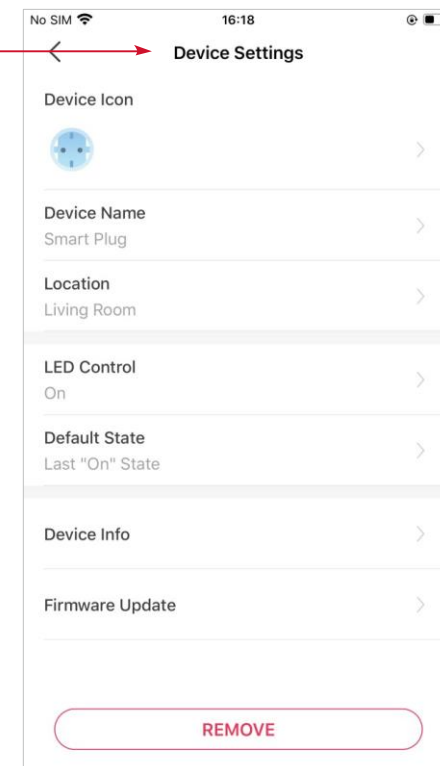 No SIM 16:18
Device Settings
Device Icon
Device Name
Smart Plug
Location
Living Room
LED Control
On
Default State
Last "On" State
Device Info
Firmware Update
REMOVE